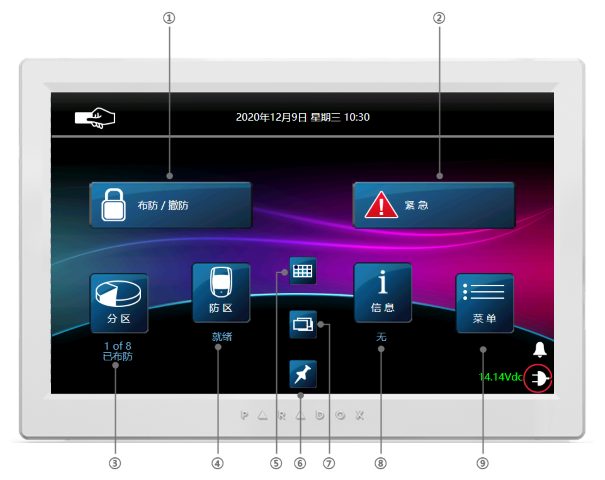 ① ②
2020年12月9日 星期三 10:30
布防 / 撤防
紧急
分区
防区
信息
菜单
1 of 8
已布防
就绪
无
14.14Vdc
PARADOX
③ ④ ⑤ ⑥ ⑦ ⑧ ⑨